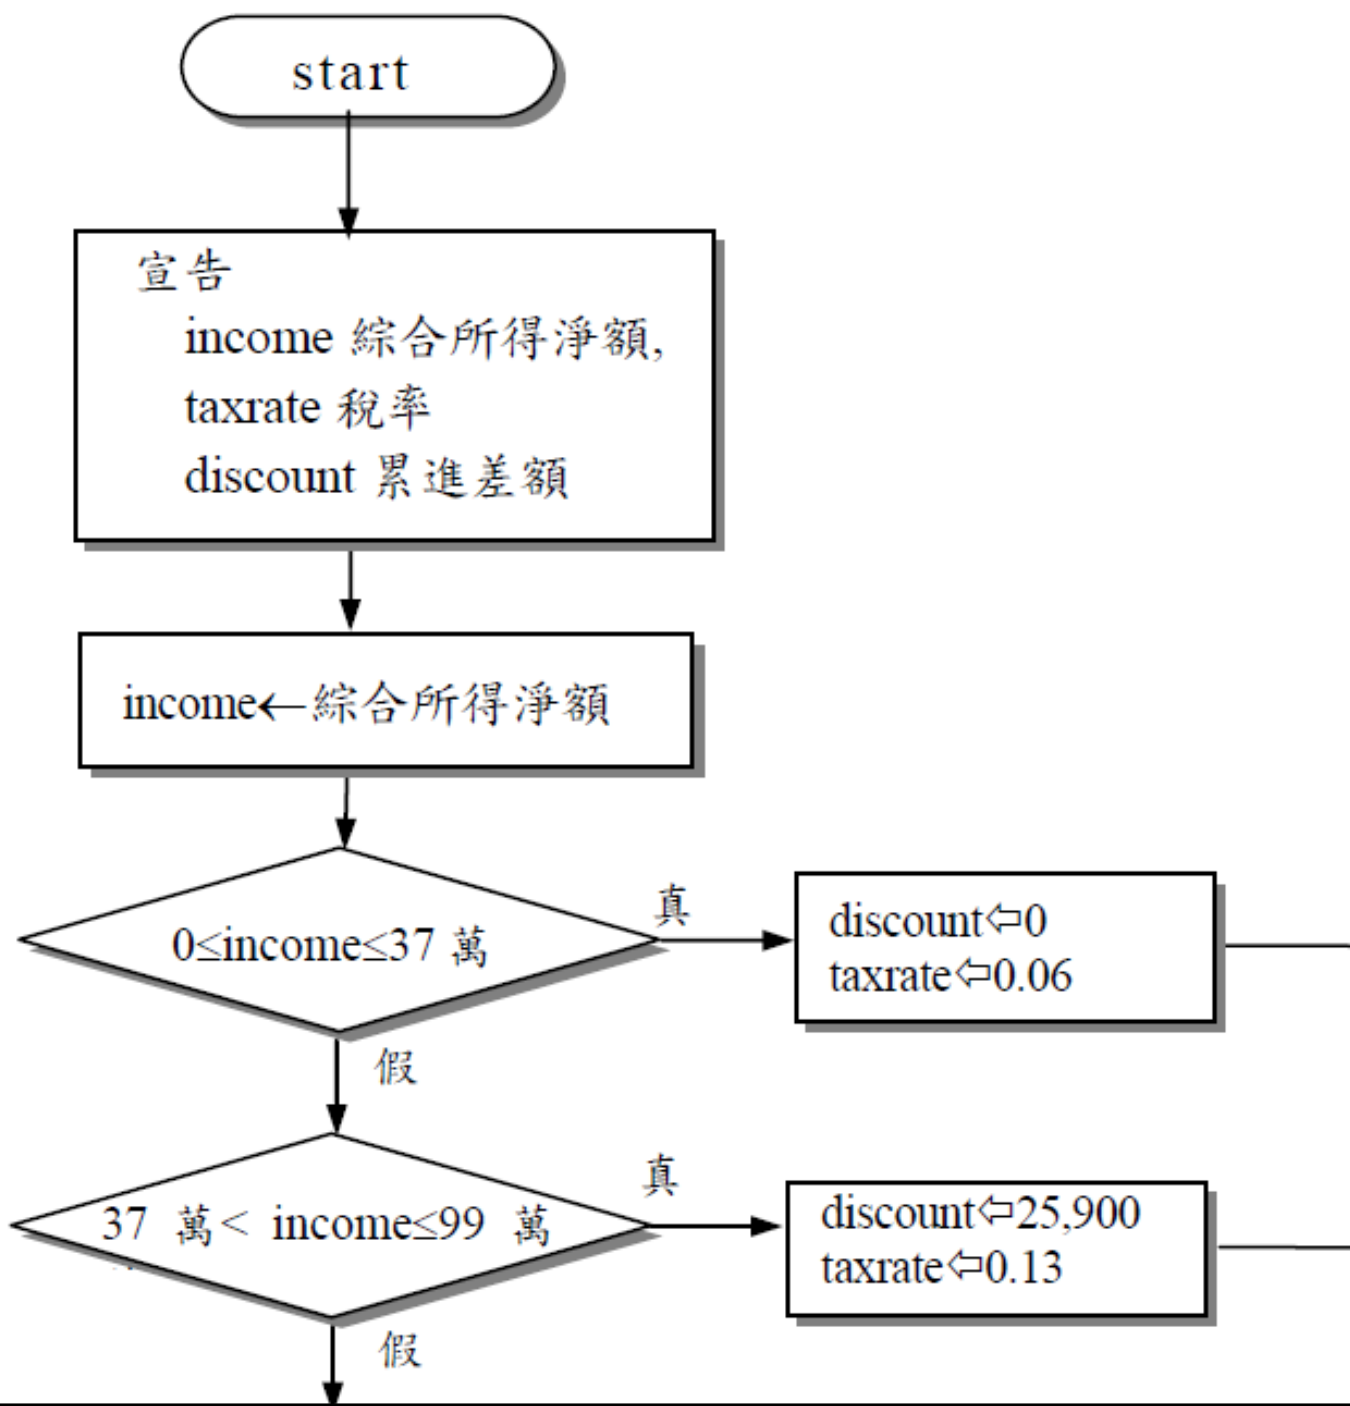 start
宣告
income 綜合所得淨額,
taxrate 稅率
discount 累進差額
income←綜合所得淨額
0≤income≤37 萬
真
discount⇦0
taxrate⇦0.06
假
37 萬< income≤99 萬
真
discount⇦25,900
taxrate⇦0.13
假